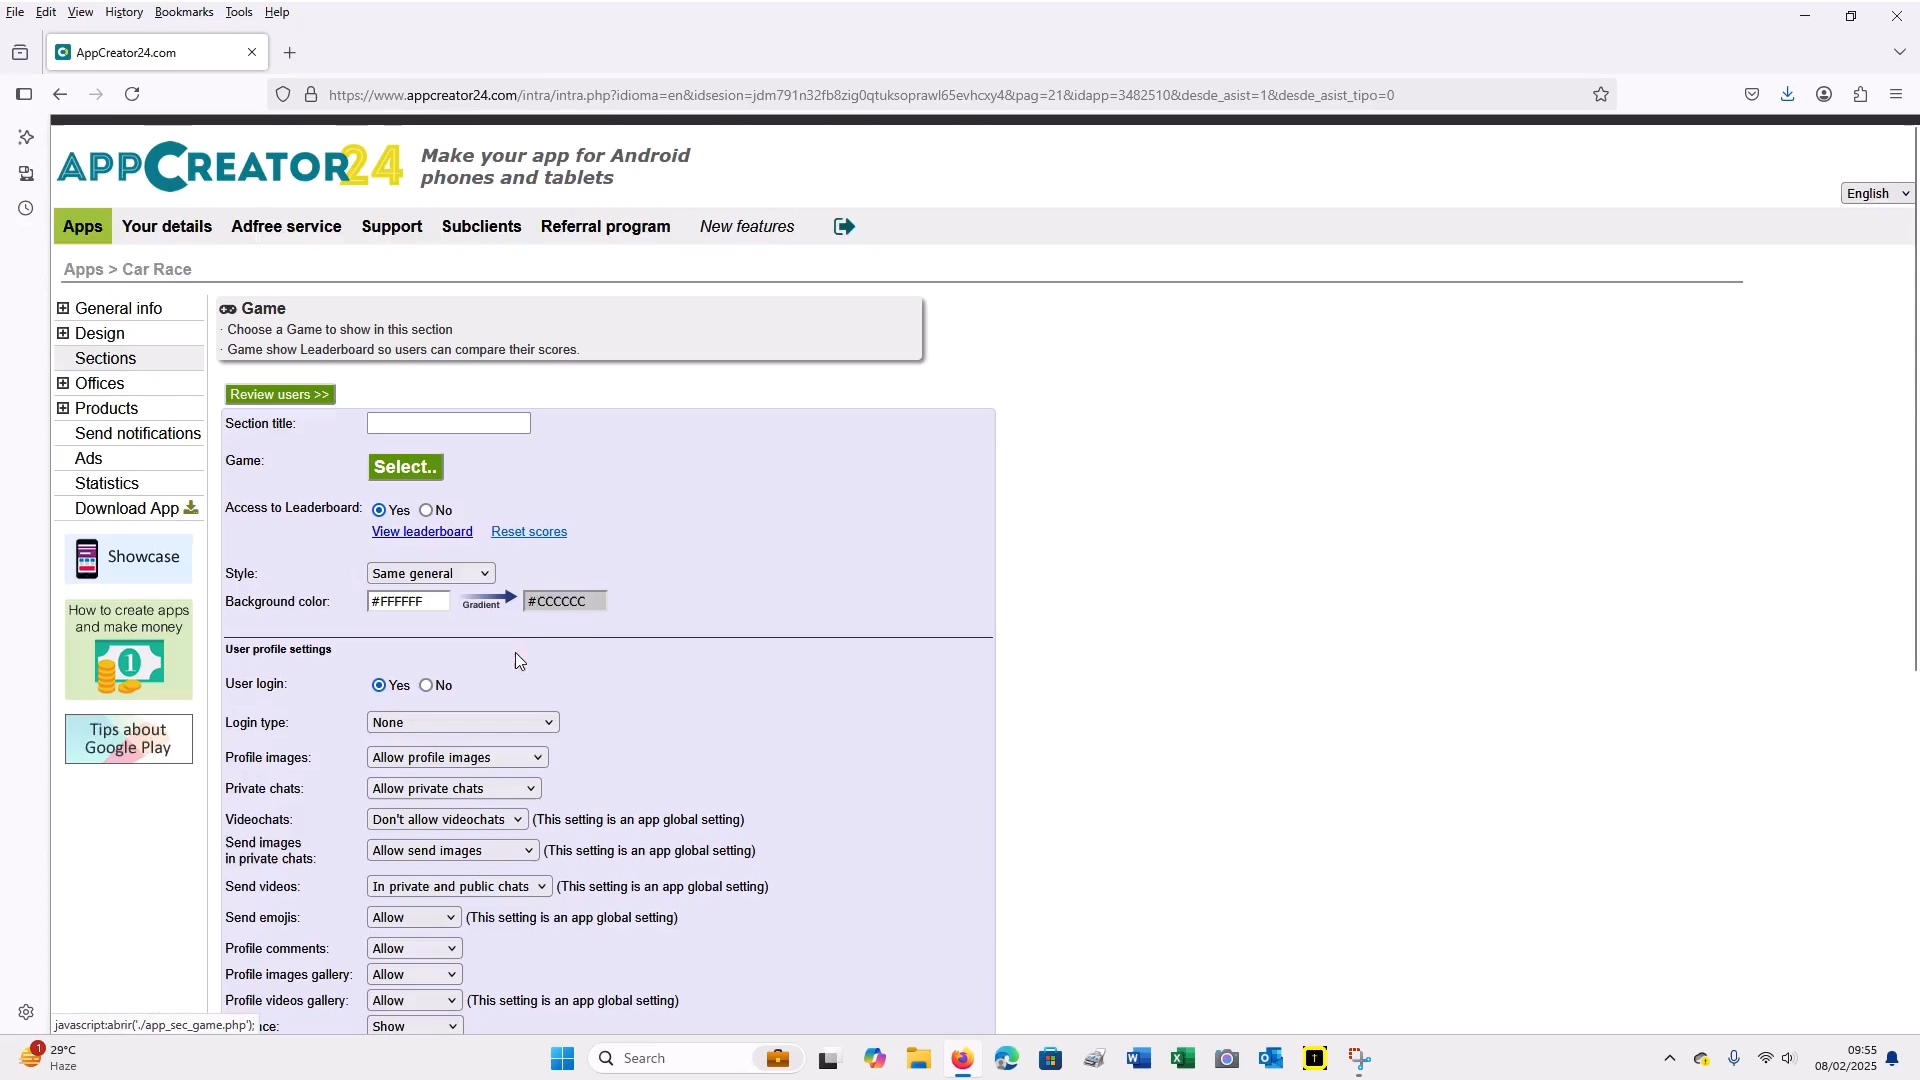 File Edit View History Bookmarks Tools Help
AppCreator24.com
https://www.appcreator24.com/intra/intra.php?idioma=en&idsesion=jdm791n32fb8zig0qtuksoprawl65evhcxy4&pag=21&idapp=3482510&desde_asist=1&desde_asist_tipo=0
APPCREATOR24
Make your app for Android
phones and tablets
English
Apps Your details Adfree service Support Subclients Referral program New features
Apps > Car Race
General info
Design
Sections
Offices
Products
Send notifications
Ads
Statistics
Download App
Showcase
How to create apps
and make money
1
Tips about
Google Play
Game
· Choose a Game to show in this section
· Game show Leaderboard so users can compare their scores.
Review users >>
Section title:
Game: Select..
Access to Leaderboard: Yes No
View leaderboard Reset scores
Style: Same general
Background color: #FFFFFF Gradient #CCCCCC
User profile settings
User login: Yes No
Login type: None
Profile images: Allow profile images
Private chats: Allow private chats
Videochats: Don't allow videochats (This setting is an app global setting)
Send images
in private chats: Allow send images (This setting is an app global setting)
Send videos: In private and public chats (This setting is an app global setting)
Send emojis: Allow (This setting is an app global setting)
Profile comments: Allow
Profile images gallery: Allow
Profile videos gallery: Allow (This setting is an app global setting)
javascript:abrir('./app_sec_game.php'); ce: Show
1
29°C
Haze
Search
09:55
08/02/2025